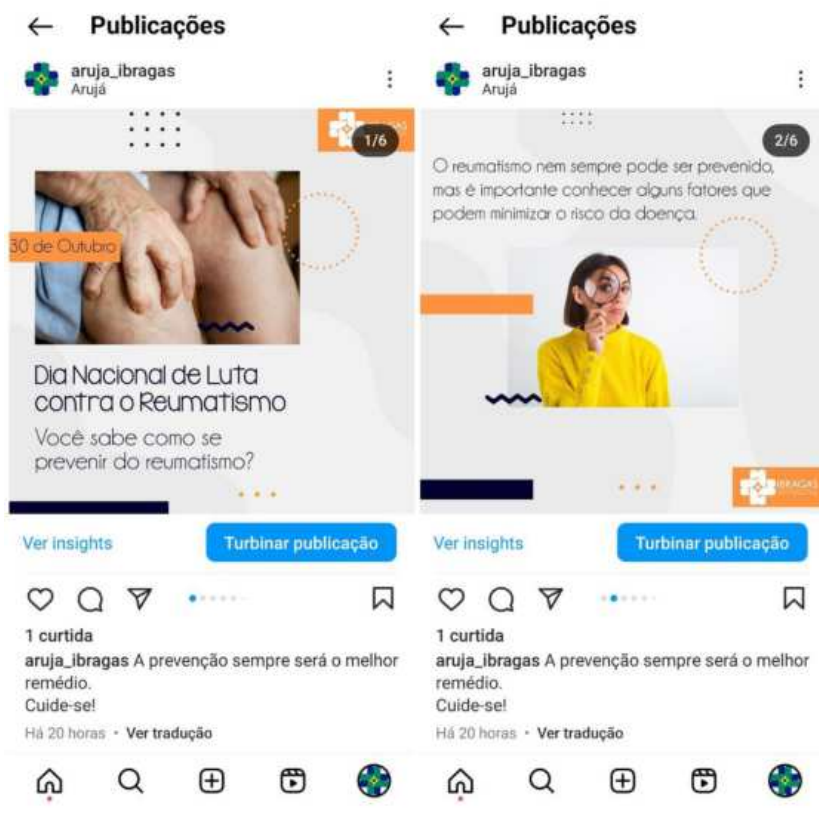 Publicações
aruja_ibragas
Arujá
1/6
30 de Outubro
Dia Nacional de Luta
contra o Reumatismo
Você sabe como se
prevenir do reumatismo?
Ver insights
Turbinar publicação
1 curtida
aruja_ibragas A prevenção sempre será o melhor
remédio.
Cuide-se!
Há 20 horas • Ver tradução
Publicações
aruja_ibragas
Arujá
2/6
O reumatismo nem sempre pode ser prevenido,
mas é importante conhecer alguns fatores que
podem minimizar o risco da doença.
IBRAGAS
Ver insights
Turbinar publicação
1 curtida
aruja_ibragas A prevenção sempre será o melhor
remédio.
Cuide-se!
Há 20 horas • Ver tradução